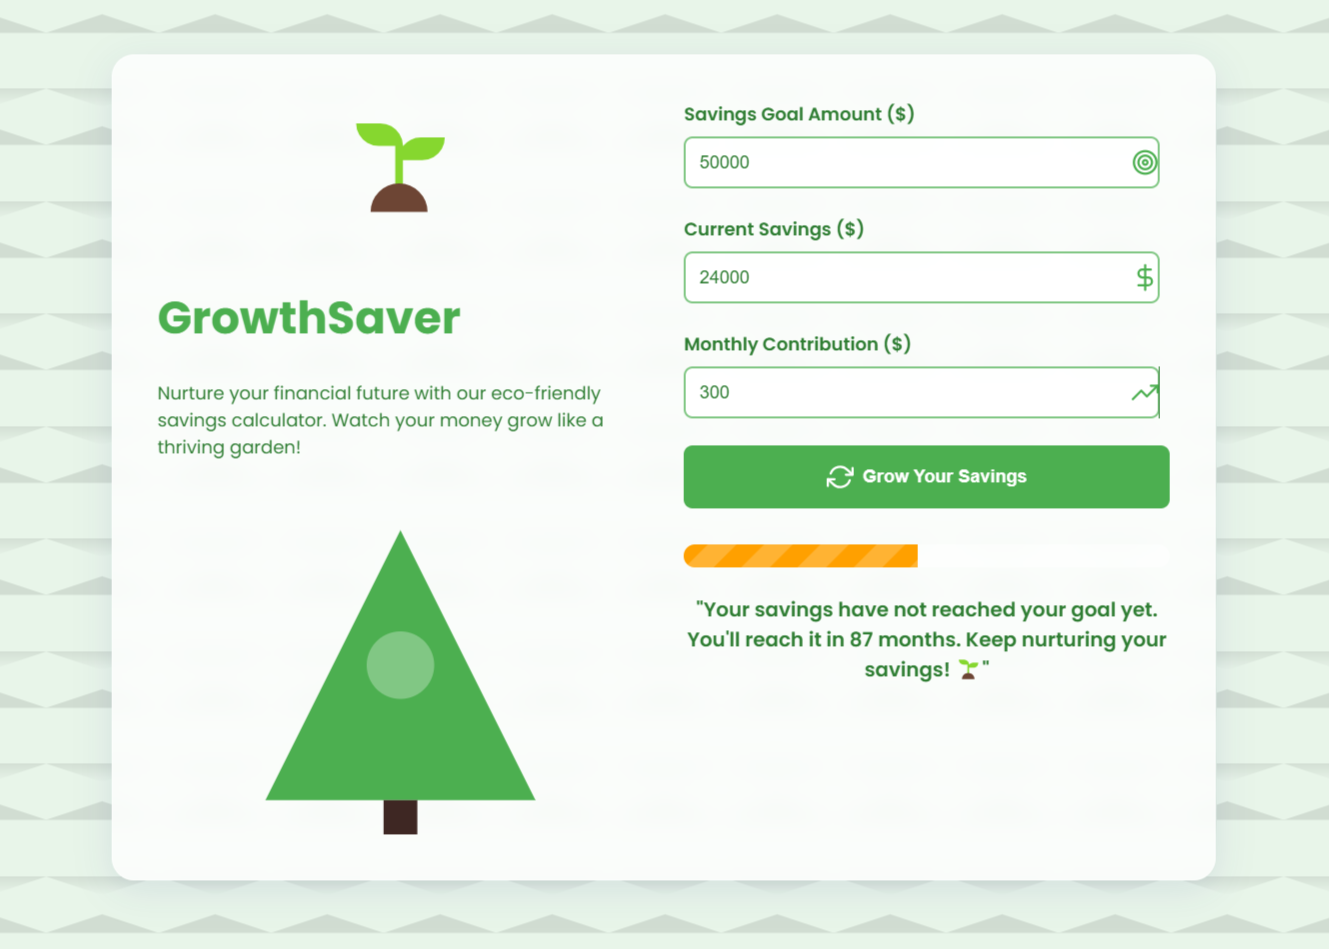 GrowthSaver
Nurture your financial future with our eco-friendly
savings calculator. Watch your money grow like a
thriving garden!
Savings Goal Amount ($)
50000
Current Savings ($)
24000
$
Monthly Contribution ($)
300
Grow Your Savings
"Your savings have not reached your goal yet.
You'll reach it in 87 months. Keep nurturing your
savings! 🌱"